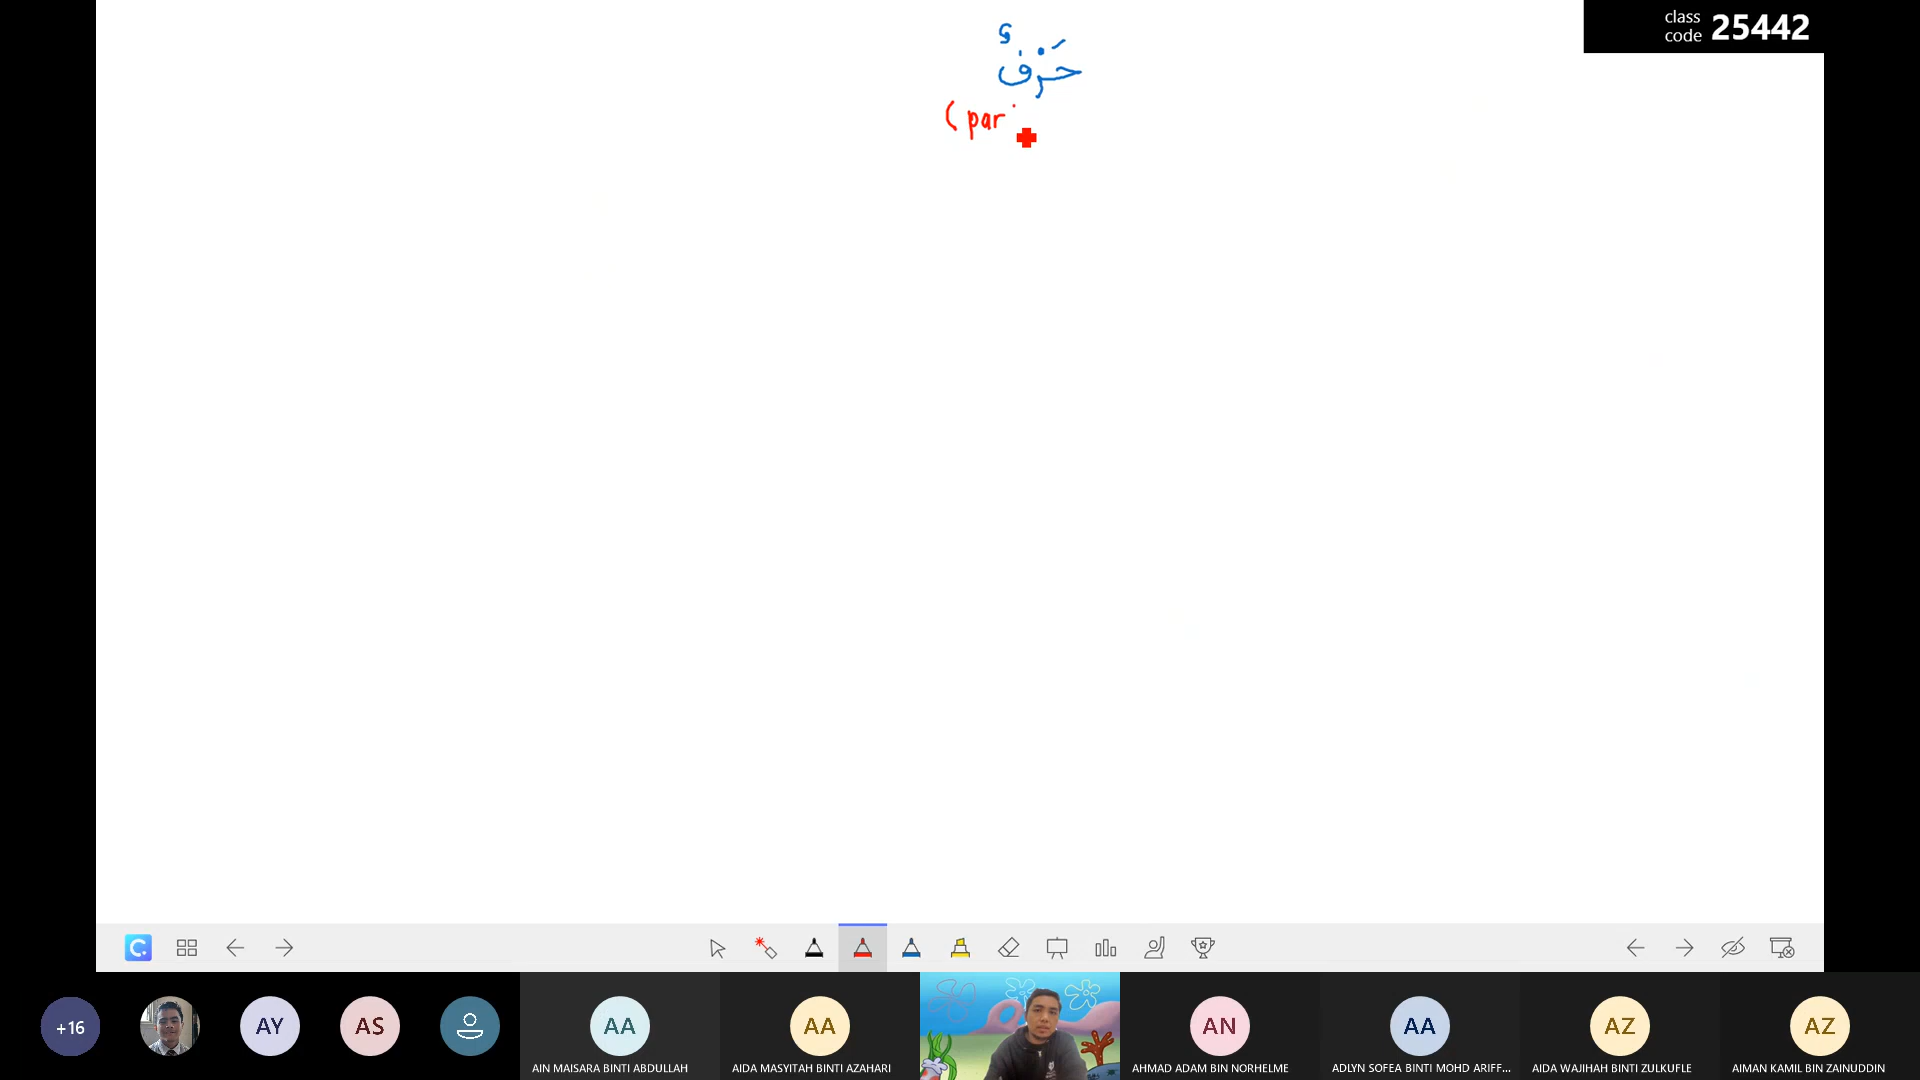 class
code 25442
حَرْفٌ
(par
+16
AY
AS
AA
AIN MAISARA BINTI ABDULLAH
AA
AIDA MASYITAH BINTI AZAHARI
AN
AHMAD ADAM BIN NORHELME
AA
ADLYN SOFEA BINTI MOHD ARIFF...
AZ
AIDA WAJIHAH BINTI ZULKUFLE
AZ
AIMAN KAMIL BIN ZAINUDDIN